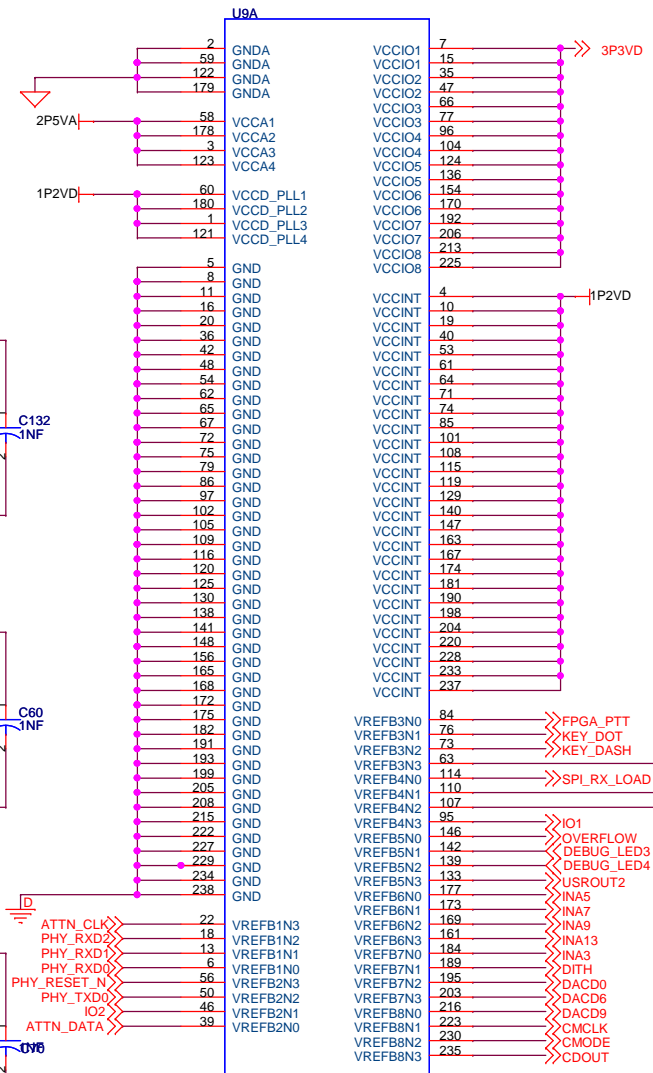 U9A
2 GNDA VCCIO1 7 3P3VD
59 GNDA VCCIO1 15
122 GNDA VCCIO2 35
179 GNDA VCCIO2 47
VCCIO3 66
2P5VA 58 VCCA1 VCCIO3 77
178 VCCA2 VCCIO4 96
3 VCCA3 VCCIO4 104
123 VCCA4 VCCIO5 124
VCCIO5 136
1P2VD 60 VCCD_PLL1 VCCIO6 154
180 VCCD_PLL2 VCCIO6 170
1 VCCD_PLL3 VCCIO7 192
121 VCCD_PLL4 VCCIO7 206
VCCIO8 213
5 GND VCCIO8 225
8 GND
11 GND VCCINT 4 1P2VD
16 GND VCCINT 10
20 GND VCCINT 19
36 GND VCCINT 40
42 GND VCCINT 53
48 GND VCCINT 61
54 GND VCCINT 64
62 GND VCCINT 71
65 GND VCCINT 74
67 GND VCCINT 85
C132
1NF
72 GND VCCINT 101
75 GND VCCINT 108
2
79 GND VCCINT 115
86 GND VCCINT 119
97 GND VCCINT 129
102 GND VCCINT 140
105 GND VCCINT 147
109 GND VCCINT 163
116 GND VCCINT 167
120 GND VCCINT 174
125 GND VCCINT 181
130 GND VCCINT 190
138 GND VCCINT 198
141 GND VCCINT 204
148 GND VCCINT 220
156 GND VCCINT 228
165 GND VCCINT 233
168 GND VCCINT 237
172 GND
C60
1NF
175 GND VREFB3N0 84 FPGA_PTT
182 GND VREFB3N1 76 KEY_DOT
2
191 GND VREFB3N2 73 KEY_DASH
193 GND VREFB3N3 63
199 GND VREFB4N0 114 SPI_RX_LOAD
205 GND VREFB4N1 110
208 GND VREFB4N2 107
215 GND VREFB4N3 95 IO1
222 GND VREFB5N0 146 OVERFLOW
227 GND VREFB5N1 142 DEBUG_LED3
229 GND VREFB5N2 139 DEBUG_LED4
234 GND VREFB5N3 133 USROUT2
238 GND VREFB6N0 177 INA5
D
VREFB6N1 173 INA7
ATTN_CLK 22 VREFB1N3 VREFB6N2 169 INA9
PHY_RXD2 18 VREFB1N2 VREFB6N3 161 INA13
PHY_RXD1 13 VREFB1N1 VREFB7N0 184 INA3
PHY_RXD0 6 VREFB1N0 VREFB7N1 189 DITH
PHY_RESET_N 56 VREFB2N3 VREFB7N2 195 DACD0
PHY_TXD0 50 VREFB2N2 VREFB7N3 203 DACD6
IO2 46 VREFB2N1 VREFB8N0 216 DACD9
ATTN_DATA 39 VREFB2N0 VREFB8N1 223 CMCLK
VREFB8N2 230 CMODE
VREFB8N3 235 CDOUT
2